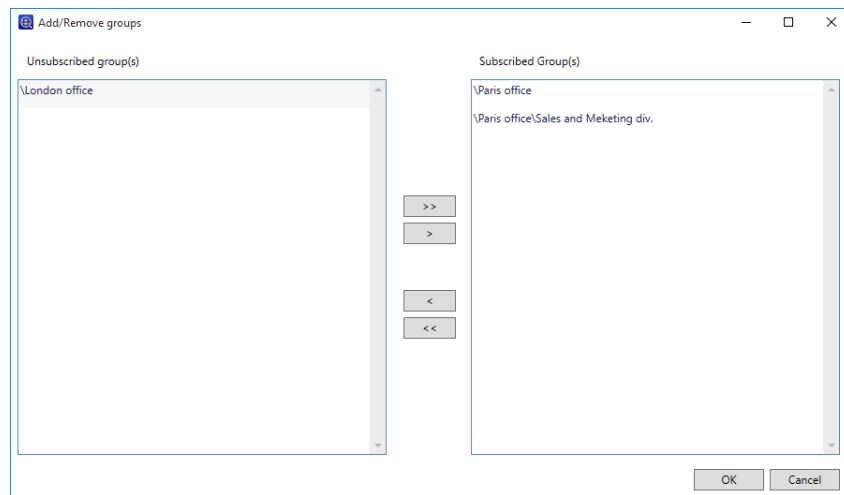 Add/Remove groups
Unsubscribed group(s)
Subscribed Group(s)
\London office
\Paris office
\Paris office\Sales and Meketing div.
>>
>
<
<<
OK
Cancel